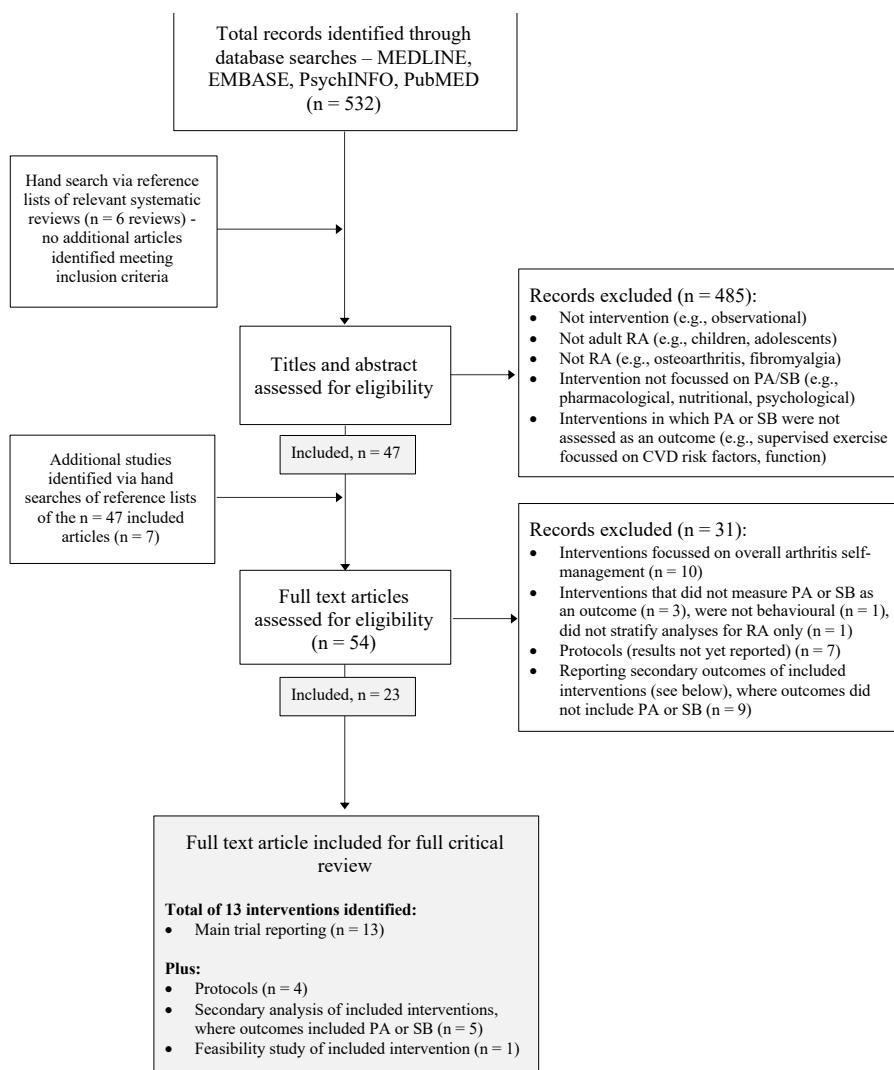 Total records identified through
database searches – MEDLINE,
EMBASE, PsychINFO, PubMED
(n = 532)
Hand search via reference
lists of relevant systematic
reviews (n = 6 reviews) -
no additional articles
identified meeting
inclusion criteria
Records excluded (n = 485):
• Not intervention (e.g., observational)
• Not adult RA (e.g., children, adolescents)
• Not RA (e.g., osteoarthritis, fibromyalgia)
• Intervention not focussed on PA/SB (e.g.,
pharmacological, nutritional, psychological)
• Interventions in which PA or SB were not
assessed as an outcome (e.g., supervised exercise
focussed on CVD risk factors, function)
Titles and abstract
assessed for eligibility
Included, n = 47
Additional studies
identified via hand
searches of reference lists
of the n = 47 included
articles (n = 7)
Records excluded (n = 31):
• Interventions focussed on overall arthritis self-
management (n = 10)
• Interventions that did not measure PA or SB as
an outcome (n = 3), were not behavioural (n = 1),
did not stratify analyses for RA only (n = 1)
• Protocols (results not yet reported) (n = 7)
• Reporting secondary outcomes of included
interventions (see below), where outcomes did
not include PA or SB (n = 9)
Full text articles
assessed for eligibility
(n = 54)
Included, n = 23
Full text article included for full critical
review
Total of 13 interventions identified:
• Main trial reporting (n = 13)
Plus:
• Protocols (n = 4)
• Secondary analysis of included interventions,
where outcomes included PA or SB (n = 5)
• Feasibility study of included intervention (n = 1)